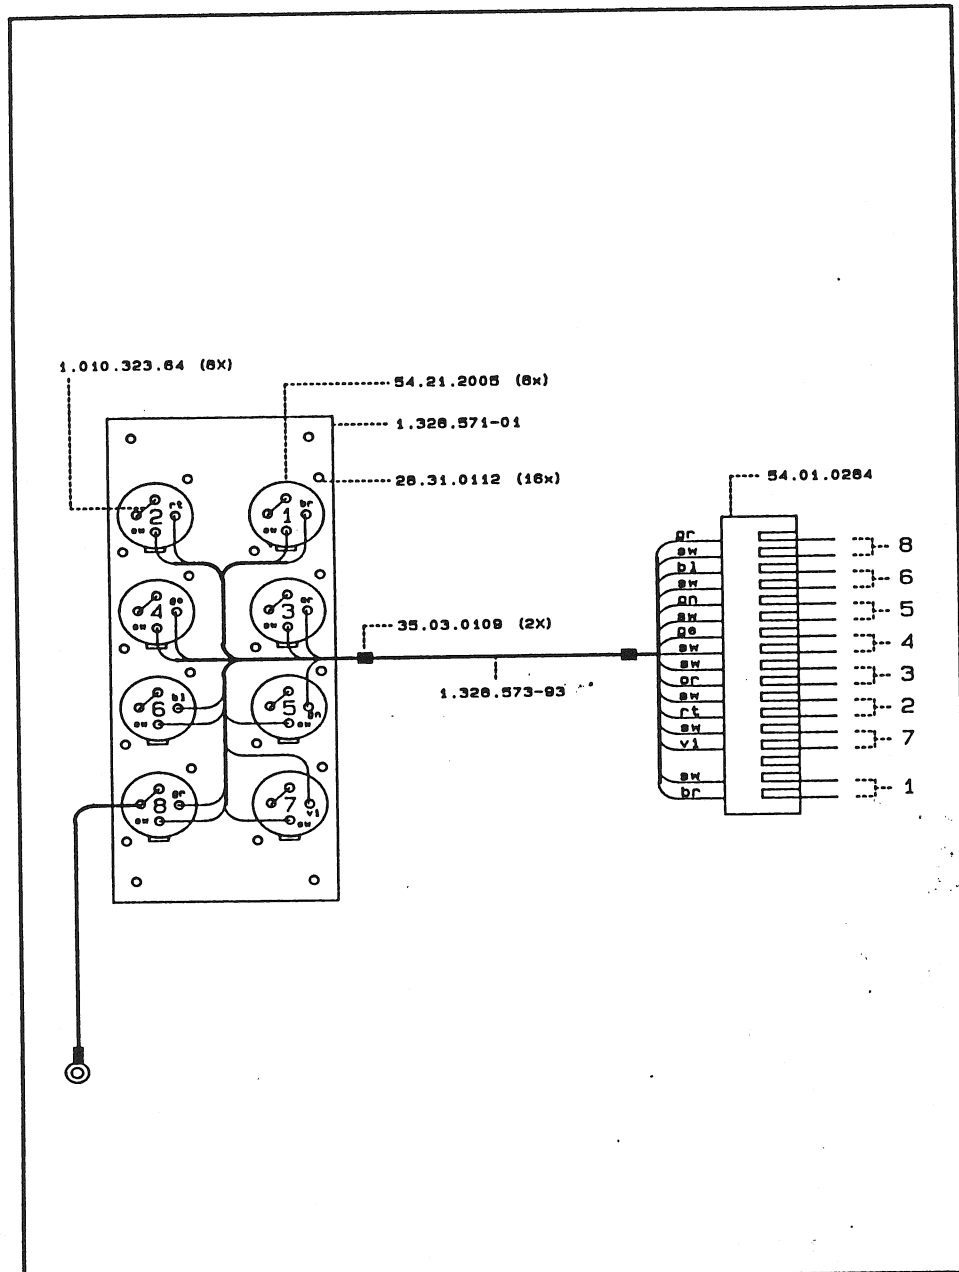 1.010.323.64 (8X)
54.21.2005 (8x)
1.328.571-01
28.31.0112 (16x)
54.01.0284
2 rt sw
1 br sw
4 ge sw
3 or sw
6 bl sw
5 gn sw
8 gr sw
7 vi sw
35.03.0109 (2X)
1.328.573-93
gr
sw
bl
sw
gn
sw
ge
sw
sw
or
sw
rt
sw
vi
sw
br
8
6
5
4
3
2
7
1